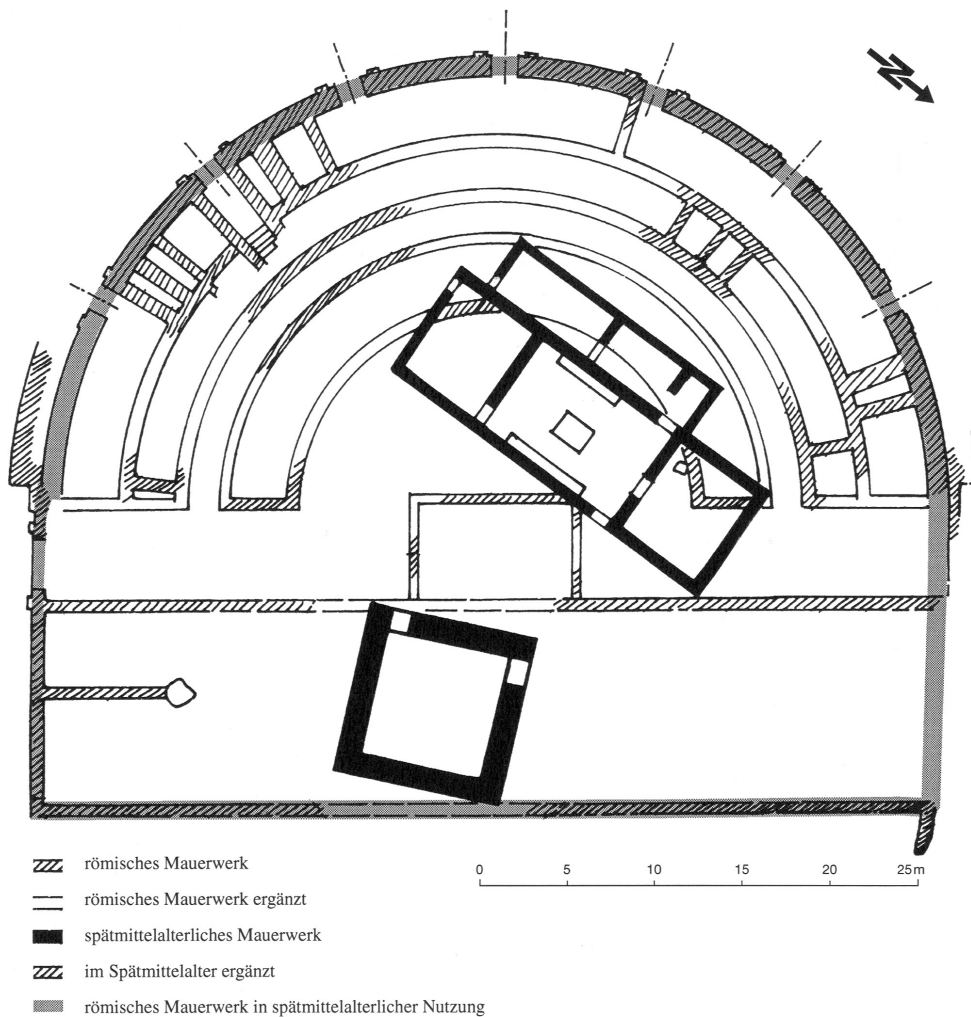 N
0 5 10 15 20 25 m
römisches Mauerwerk
römisches Mauerwerk ergänzt
spätmittelalterliches Mauerwerk
im Spätmittelalter ergänzt
römisches Mauerwerk in spätmittelalterlicher Nutzung